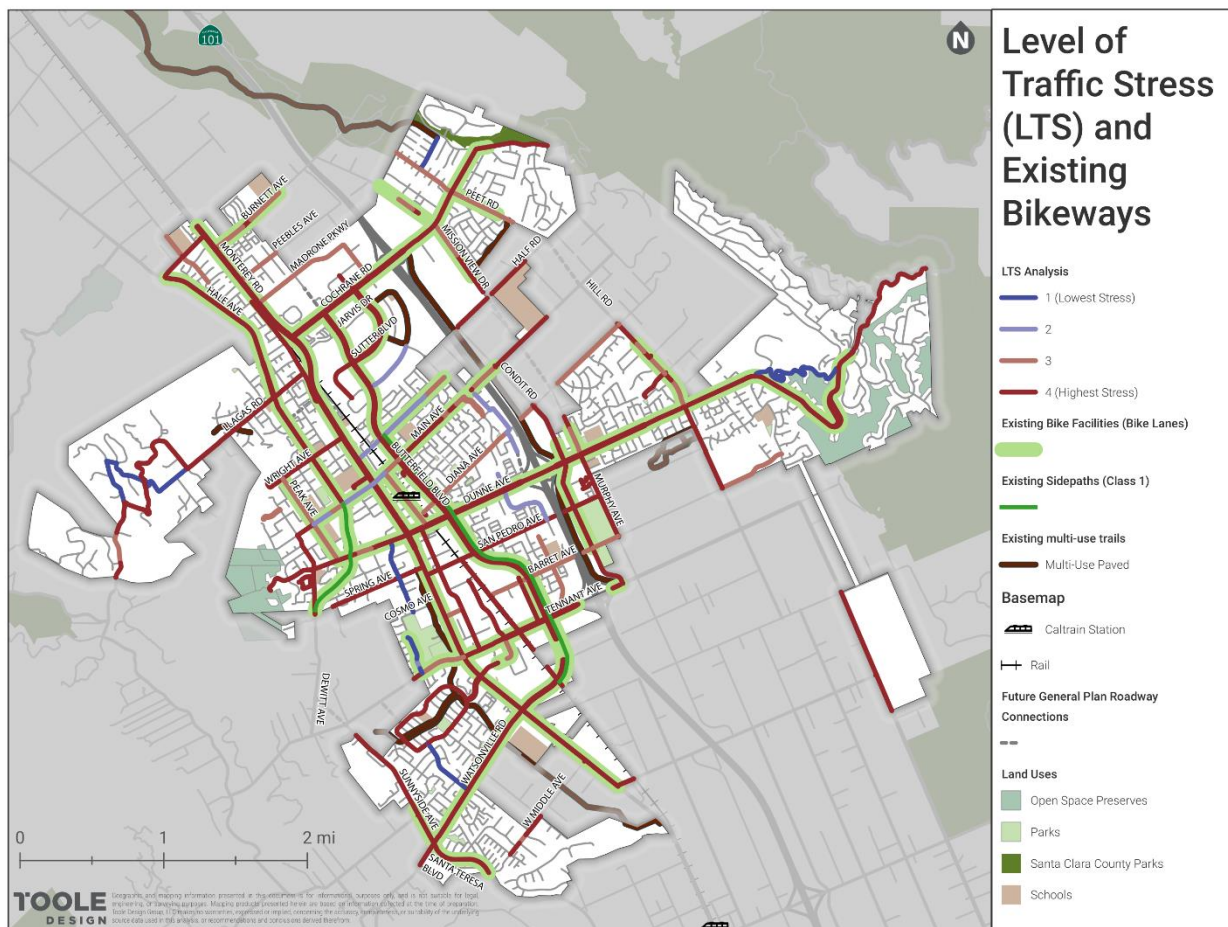 101
N
BURNETT AVE
PEEBLES AVE
MADRONE PKWY
MONTEREY RD
HALE AVE
COCHRANE RD
JARVIS DR
SUTTER BLVD
PEET RD
MISSION VIEW DR
HALF RD
HILL RD
CONDIT RD
LLAGAS RD
WRIGHT AVE
PEAK AVE
MAIN AVE
BUTTERFIELD BLVD
DIANA AVE
DUNNE AVE
MURPHY AVE
SAN PEDRO AVE
BARRET AVE
SPRING AVE
COSMO AVE
TENNANT AVE
DEWITT AVE
WATSONVILLE RD
SUNNYSIDE AVE
W MIDDLE AVE
SANTA TERESA
BLVD
0 1 2 mi
TOOLE
DESIGN
Level of
Traffic Stress
(LTS) and
Existing
Bikeways
LTS Analysis
1 (Lowest Stress)
2
3
4 (Highest Stress)
Existing Bike Facilities (Bike Lanes)
Existing Sidepaths (Class 1)
Existing multi-use trails
Multi-Use Paved
Basemap
Caltrain Station
Rail
Future General Plan Roadway
Connections
Land Uses
Open Space Preserves
Parks
Santa Clara County Parks
Schools